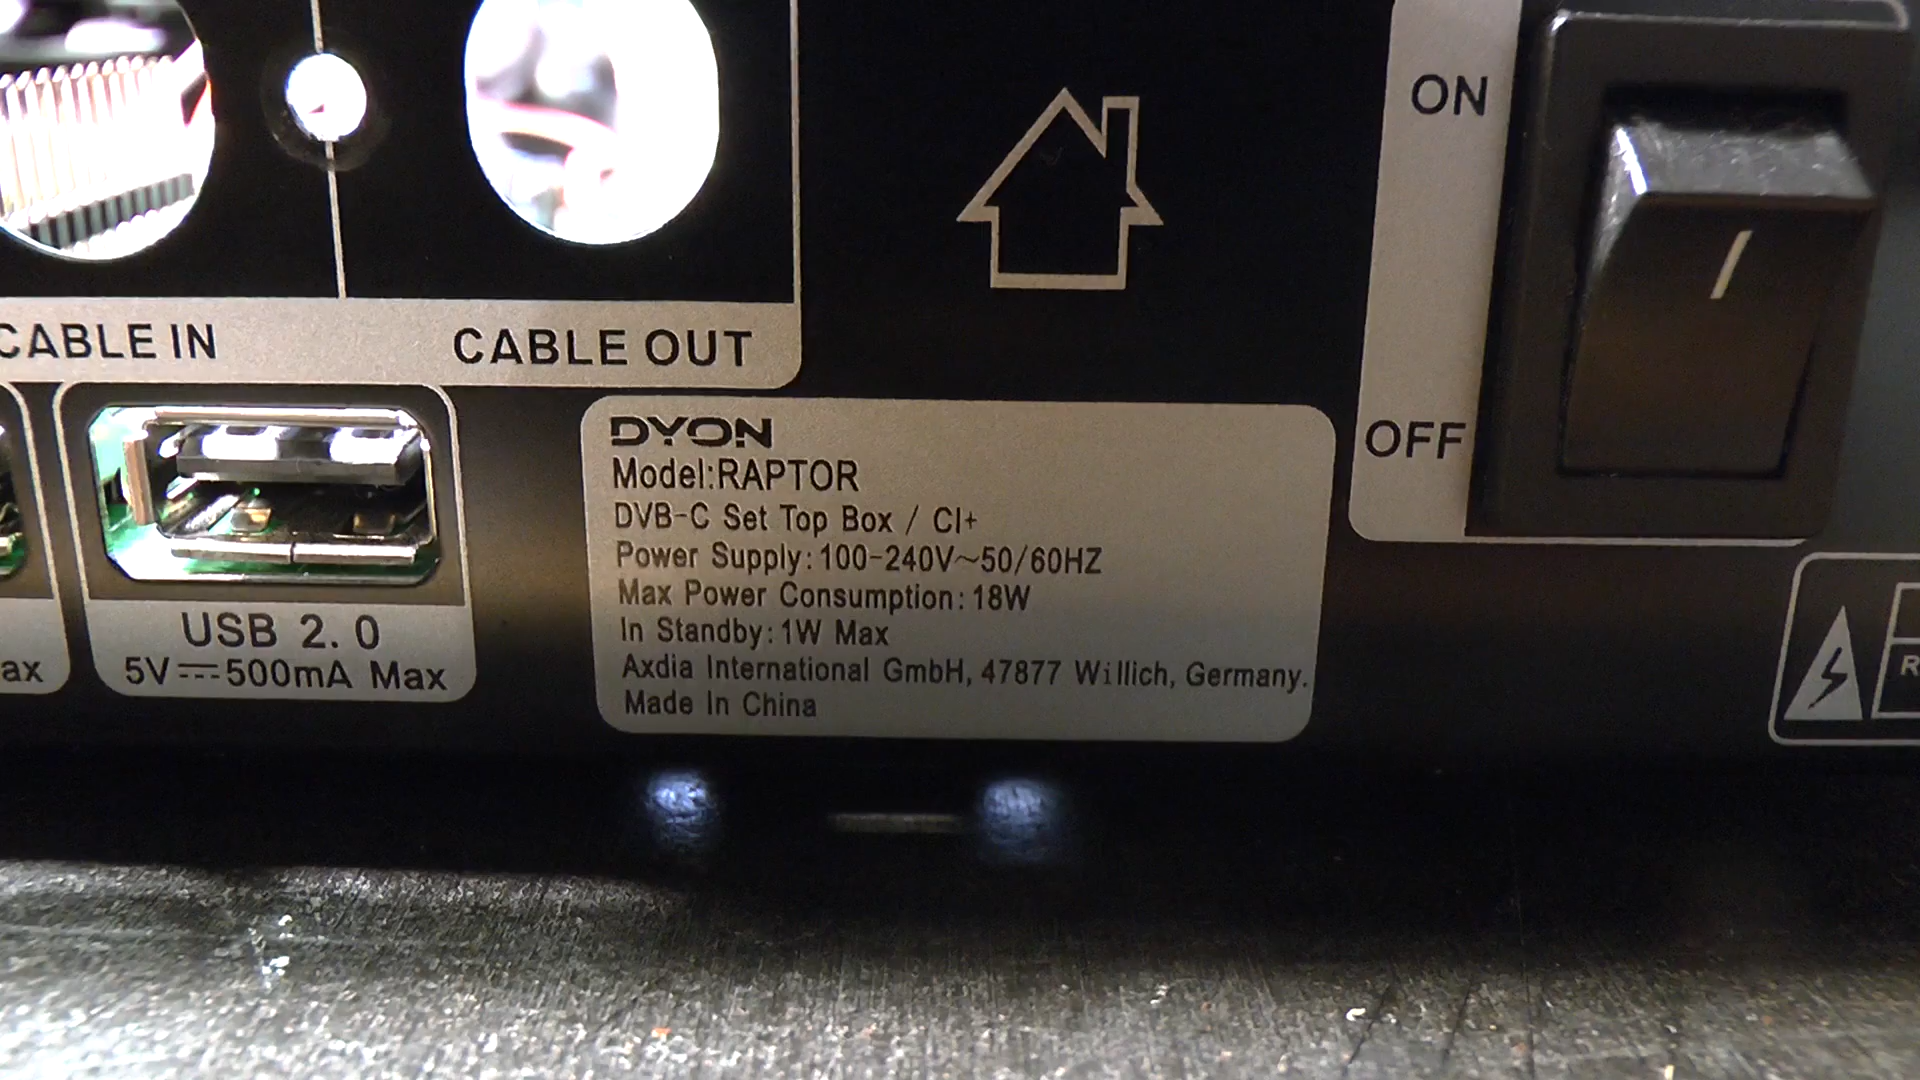 ON
CABLE IN
CABLE OUT
OFF
DYON
Model:RAPTOR
DVB-C Set Top Box / CI+
Power Supply:100-240V~50/60HZ
Max Power Consumption:18W
In Standby:1W Max
Axdia International GmbH, 47877 Willich, Germany.
Made In China
USB 2.0
5V⎓500mA Max